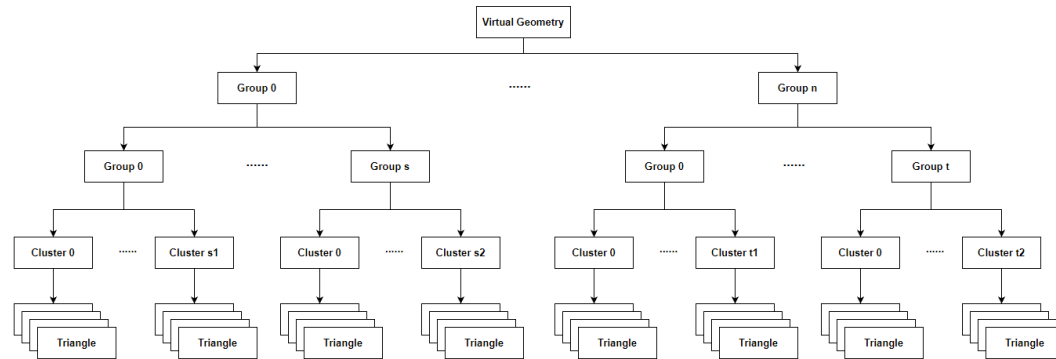 Virtual Geometry
Group 0
......
Group n
Group 0
......
Group s
Group 0
......
Group t
Cluster 0
......
Cluster s1
Cluster 0
......
Cluster s2
Cluster 0
......
Cluster t1
Cluster 0
......
Cluster t2
Triangle
Triangle
Triangle
Triangle
Triangle
Triangle
Triangle
Triangle